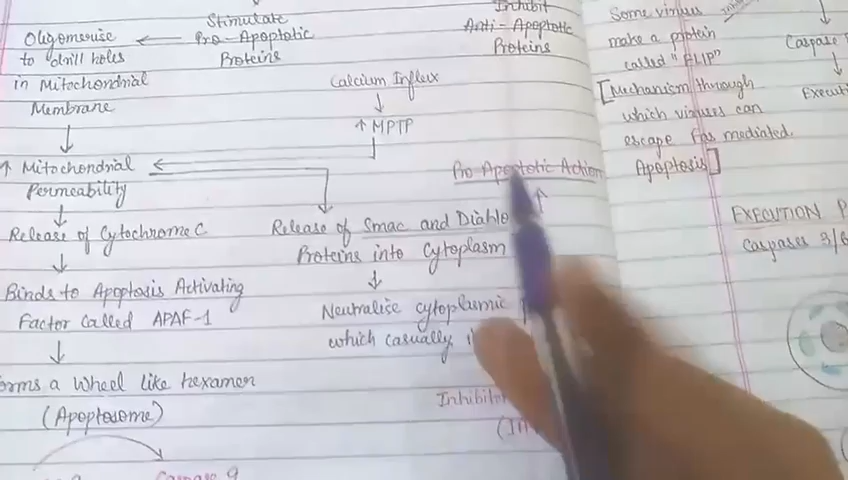 Stimulate
Pro-Apoptotic
Proteins
Oligomerise
to drill holes
in Mitochondrial
Membrane
Inhibit
Anti-Apoptotic
Proteins
Calcium Influx
↑ MPTP
↑ Mitochondrial
Permeability
Release of Cytochrome C
Binds to Apoptosis Activating
Factor called APAF-1
forms a Wheel like hexamer
(Apoptosome)
Caspase 9
Pro Apoptotic Action
Release of Smac and Diablo
Proteins into Cytoplasm
Neutralise cytoplasmic
which casually
Some viruses
make a protein
called "FLIP"
[Mechanism through
which viruses can
escape Fas mediated
Apoptosis]
Caspase
Executi
EXECUTION P
Caspases 3/6